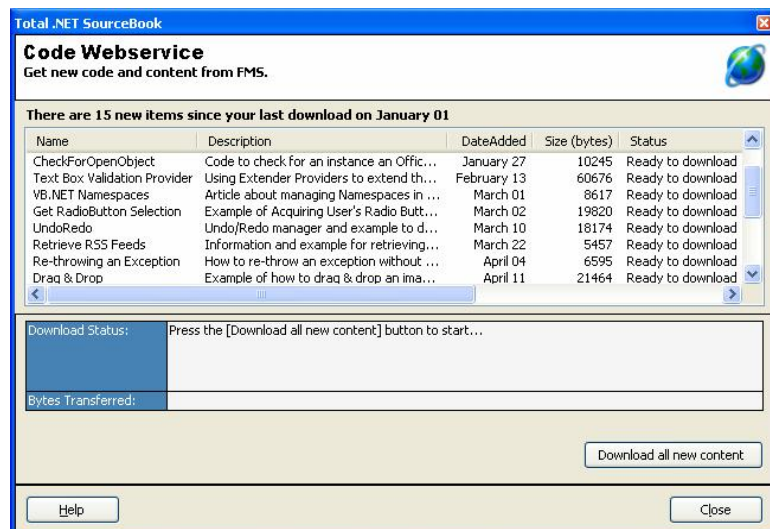 Total .NET SourceBook
Code Webservice
Get new code and content from FMS.
There are 15 new items since your last download on January 01
Name Description DateAdded Size (bytes) Status
CheckForOpenObject Code to check for an instance an Offic... January 27 10245 Ready to download
Text Box Validation Provider Using Extender Providers to extend th... February 13 60676 Ready to download
VB.NET Namespaces Article about managing Namespaces in ... March 01 8617 Ready to download
Get RadioButton Selection Example of Acquiring User's Radio Butt... March 02 19820 Ready to download
UndoRedo Undo/Redo manager and example to d... March 10 18174 Ready to download
Retrieve RSS Feeds Information and example for retrieving... March 22 5457 Ready to download
Re-throwing an Exception How to re-throw an exception without ... April 04 6595 Ready to download
Drag & Drop Example of how to drag & drop an ima... April 11 21464 Ready to download
Download Status: Press the [Download all new content] button to start...
Bytes Transferred:
Download all new content
Help Close